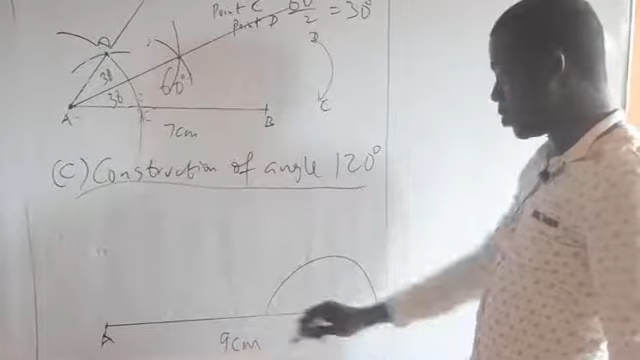 Point C 60/2 = 30°
Point D
D
D
30
30
60°
A
C
B
C
7cm
(C) Construction of angle 120°
A
9cm